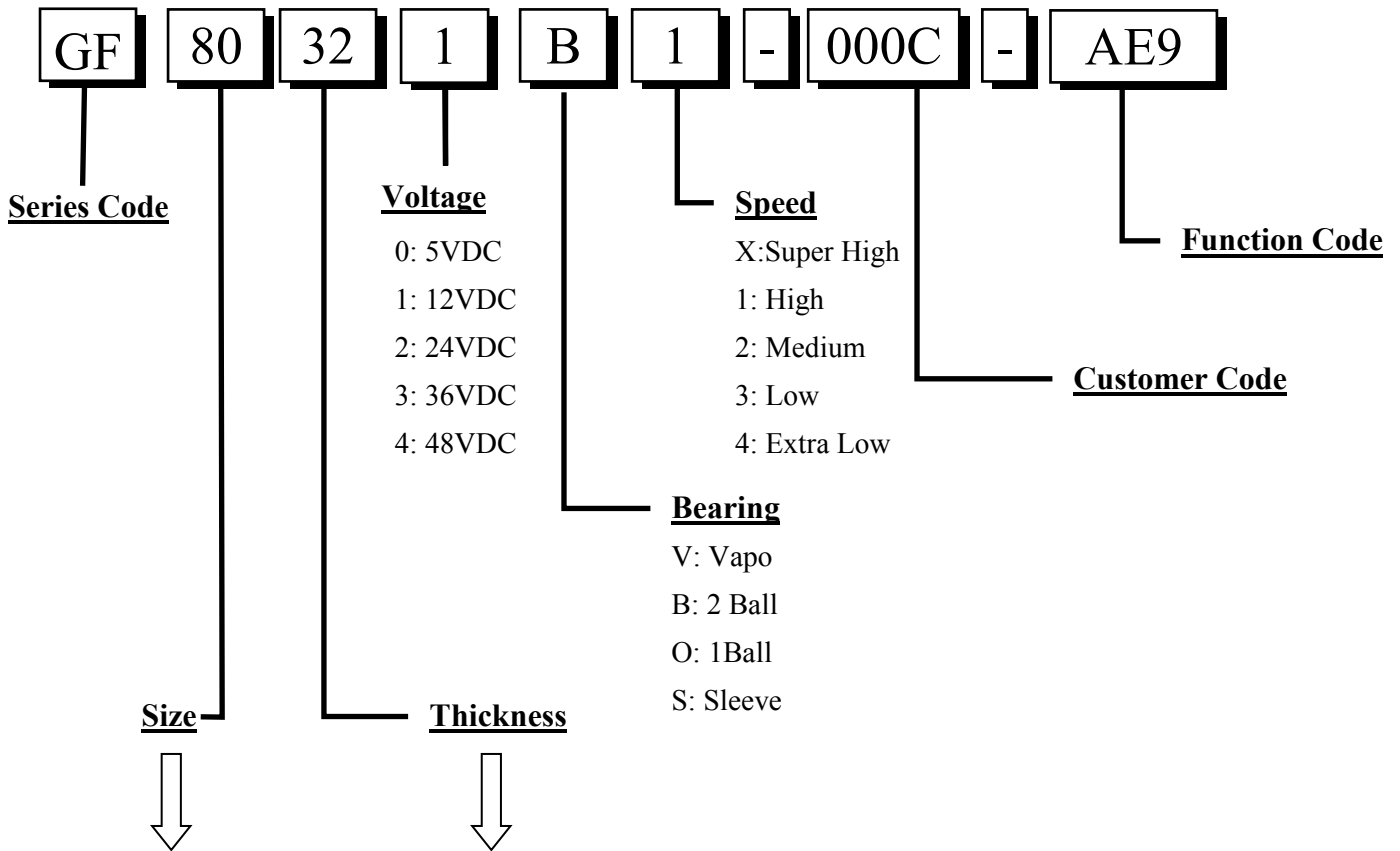 GF 80 32 1 B 1 - 000C - AE9
Series Code
Voltage
0: 5VDC
1: 12VDC
2: 24VDC
3: 36VDC
4: 48VDC
Speed
X:Super High
1: High
2: Medium
3: Low
4: Extra Low
Function Code
Customer Code
Bearing
V: Vapo
B: 2 Ball
O: 1Ball
S: Sleeve
Size
Thickness